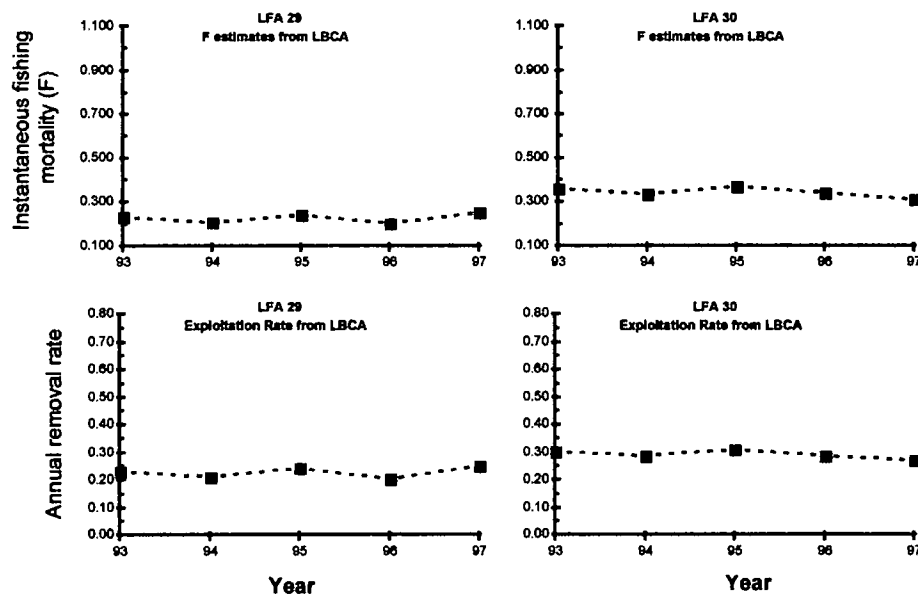 LFA 29
F estimates from LBCA
Instantaneous fishing
mortality (F)
1.100
0.900
0.700
0.500
0.300
0.100
93 94 95 96 97
LFA 30
F estimates from LBCA
1.100
0.900
0.700
0.500
0.300
0.100
93 94 95 96 97
LFA 29
Exploitation Rate from LBCA
Annual removal rate
0.80
0.70
0.60
0.50
0.40
0.30
0.20
0.10
0.00
93 94 95 96 97
Year
LFA 30
Exploitation Rate from LBCA
0.80
0.70
0.60
0.50
0.40
0.30
0.20
0.10
0.00
93 94 95 96 97
Year